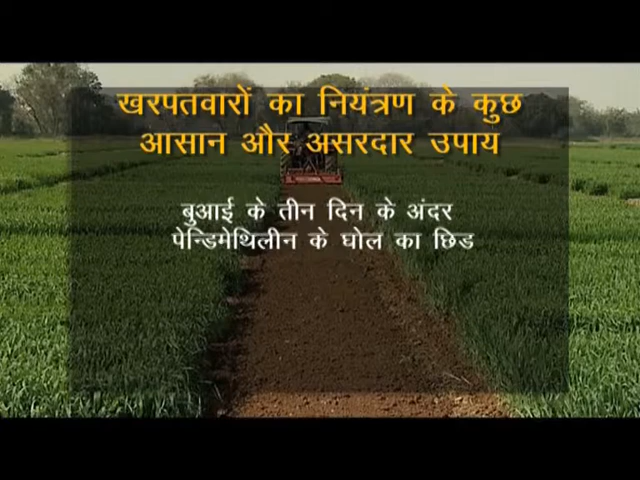 खरपतवारों का नियंत्रण के कुछ
आसान और असरदार उपाय
बुआई के तीन दिन के अंदर
पेन्डिमेथिलीन के घोल का छिड